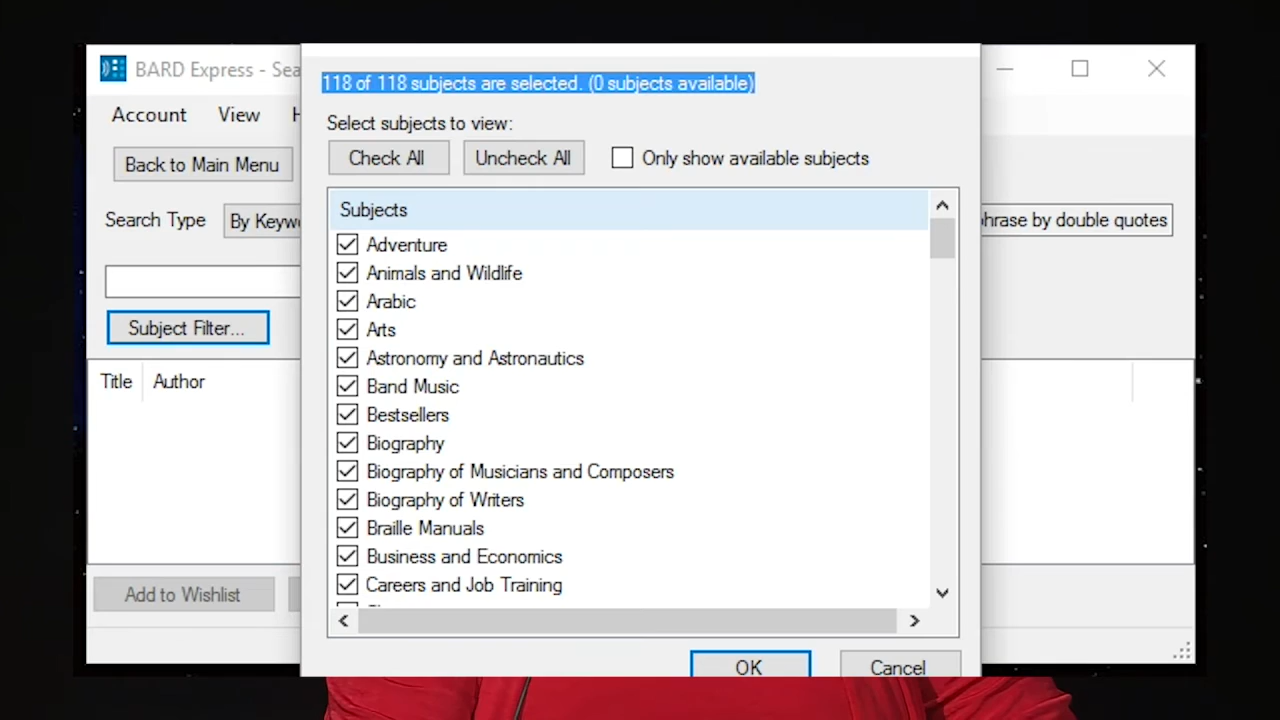 BARD Express - Sea
118 of 118 subjects are selected. (0 subjects available)
Account View H
Select subjects to view:
Back to Main Menu
Check All Uncheck All Only show available subjects
Search Type By Keywo
hrase by double quotes
Subjects
Adventure
Animals and Wildlife
Arabic
Arts
Astronomy and Astronautics
Band Music
Bestsellers
Biography
Biography of Musicians and Composers
Biography of Writers
Braille Manuals
Business and Economics
Careers and Job Training
Subject Filter...
Title Author
Add to Wishlist
OK Cancel